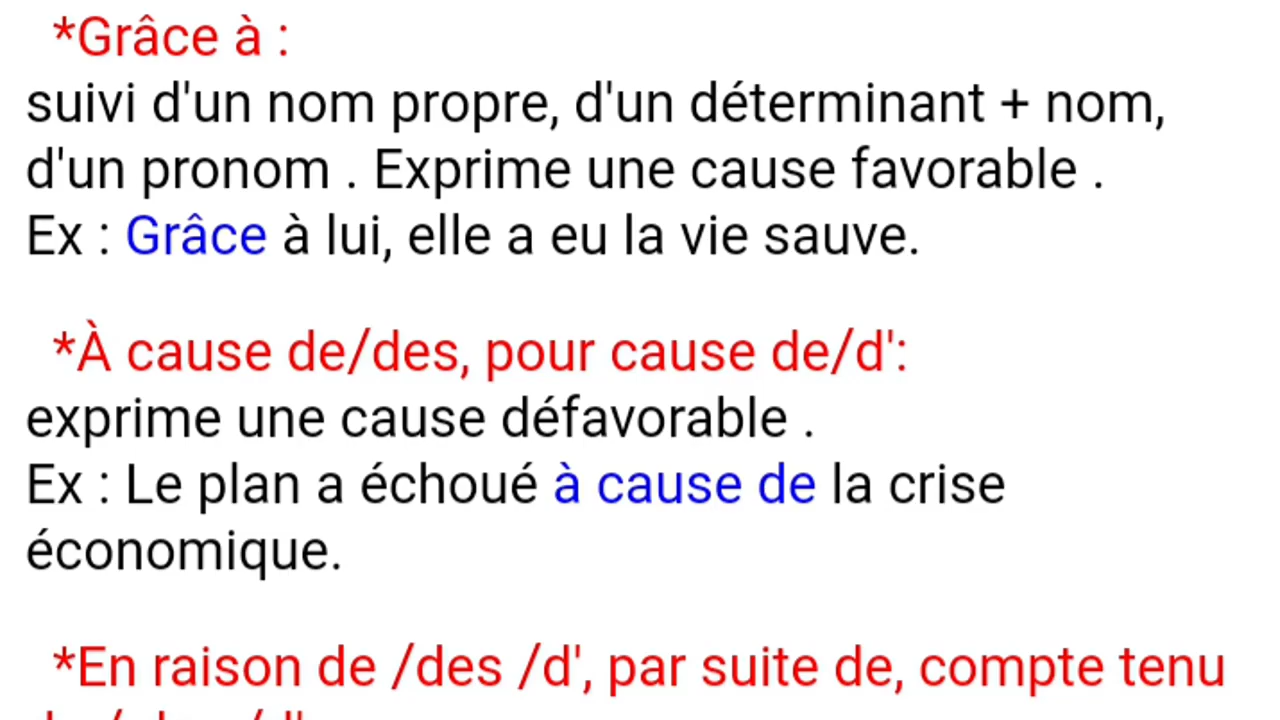 *Grâce à :
suivi d'un nom propre, d'un déterminant + nom,
d'un pronom . Exprime une cause favorable .
Ex : Grâce à lui, elle a eu la vie sauve.
*À cause de/des, pour cause de/d':
exprime une cause défavorable .
Ex : Le plan a échoué à cause de la crise
économique.
*En raison de /des /d', par suite de, compte tenu